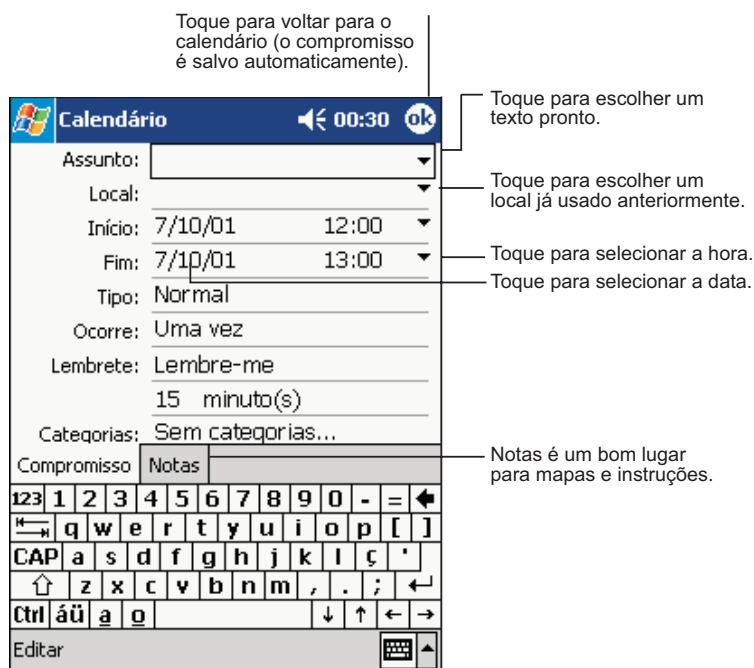 Toque para voltar para o
calendário (o compromisso
é salvo automaticamente).
Calendário 00:30 ok
Toque para escolher um
texto pronto.
Assunto:
Toque para escolher um
local já usado anteriormente.
Local:
Início: 7/10/01 12:00
Fim: 7/10/01 13:00
Toque para selecionar a hora.
Toque para selecionar a data.
Tipo: Normal
Ocorre: Uma vez
Lembrete: Lembre-me
15 minuto(s)
Categorias: Sem categorias...
Compromisso Notas
Notas é um bom lugar
para mapas e instruções.
123 1 2 3 4 5 6 7 8 9 0 - =
q w e r t y u i o p [ ]
CAP a s d f g h j k l ç '
z x c v b n m , . ;
Ctrl áü a o ↓ ↑ ← →
Editar